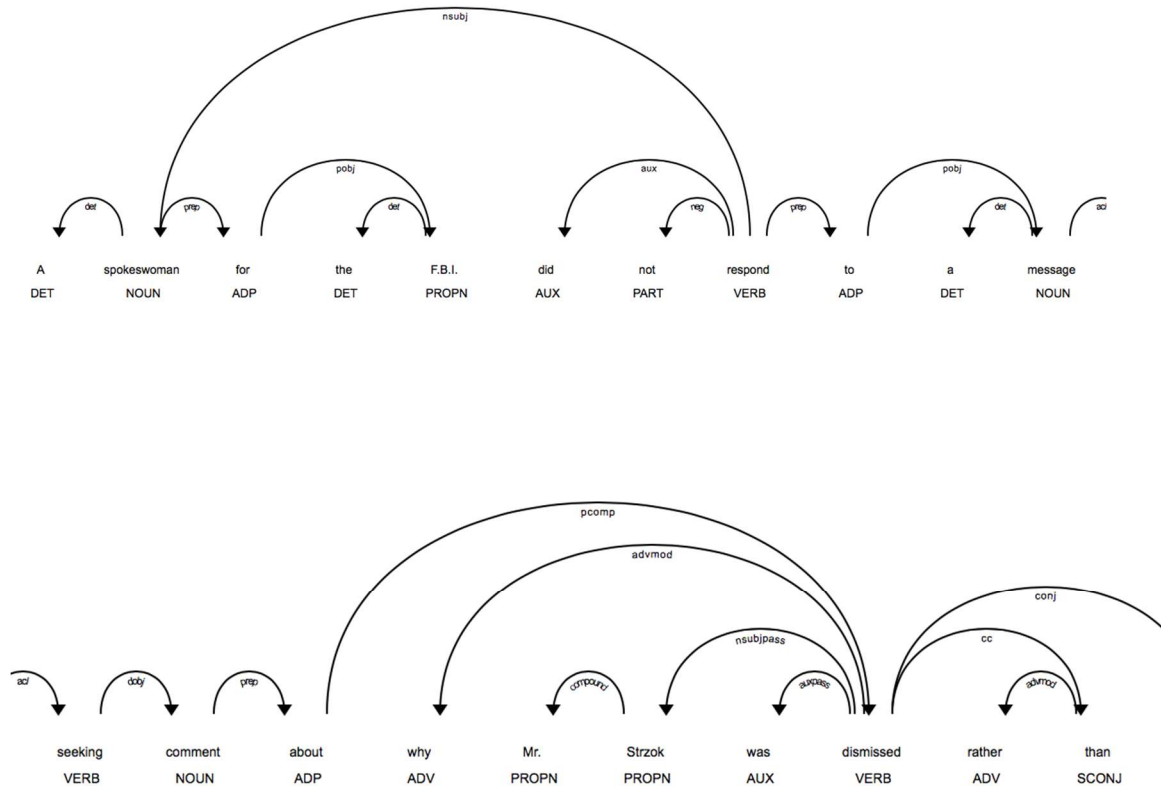 nsubj
pobj aux pobj
det prep det neg prep det acl
A spokeswoman for the F.B.I. did not respond to a message
DET NOUN ADP DET PROPN AUX PART VERB ADP DET NOUN
pcomp
advmod
conj
nsubjpass cc
acl dobj prep compound auxpass advmod
seeking comment about why Mr. Strzok was dismissed rather than
VERB NOUN ADP ADV PROPN PROPN AUX VERB ADV SCONJ